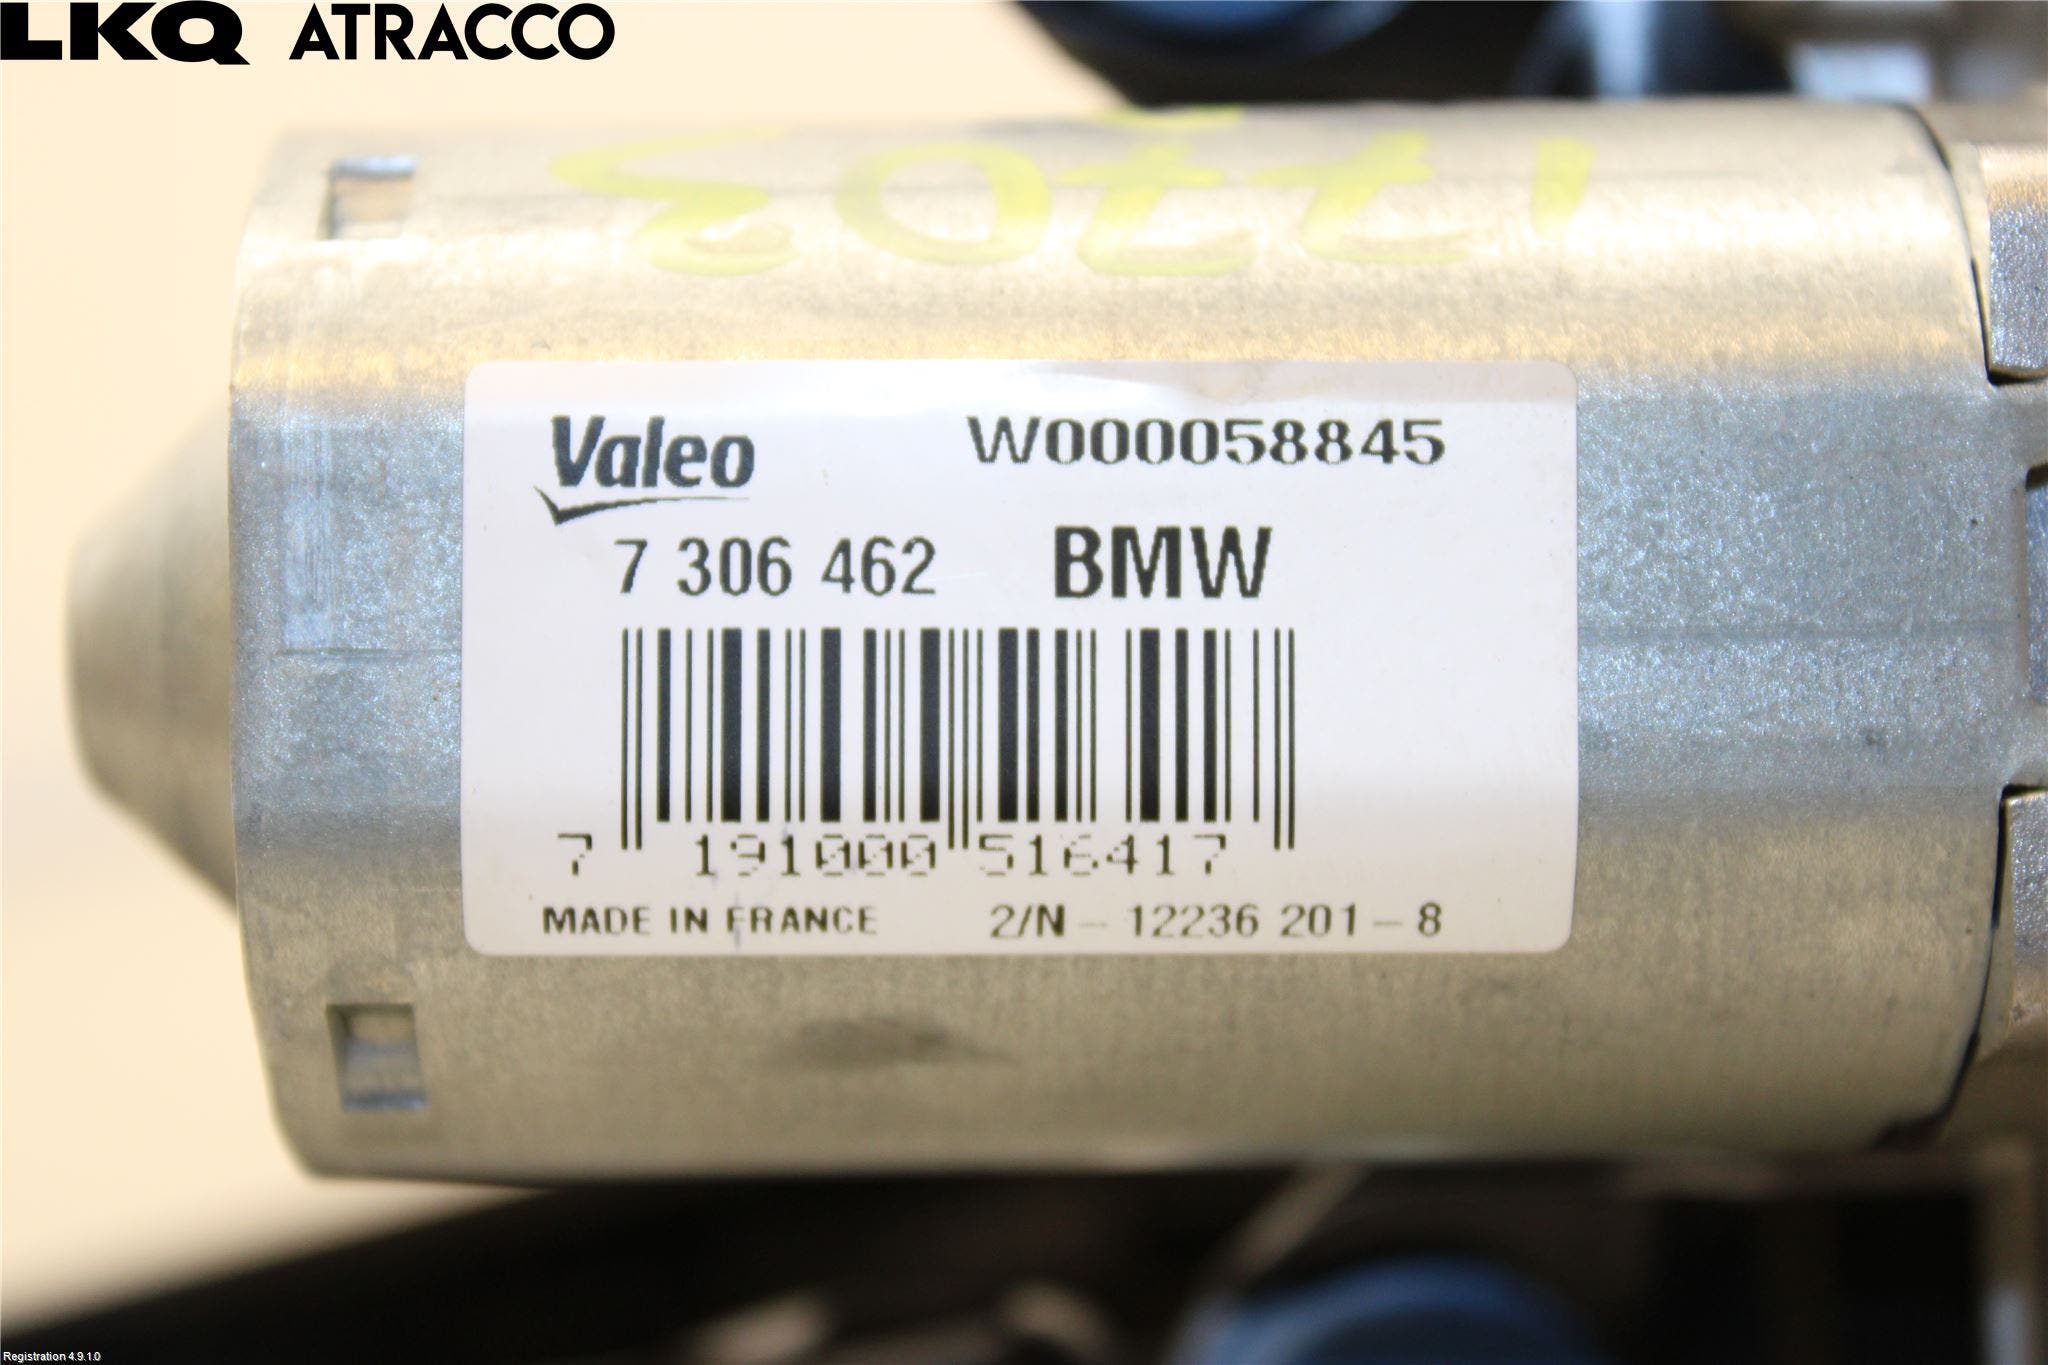 LKQ ATRACCO
Valeo W000058845
7 306 462 BMW
7 191000 516417
MADE IN FRANCE 2/N - 12236 201 - 8
Registration 4.9.1.0